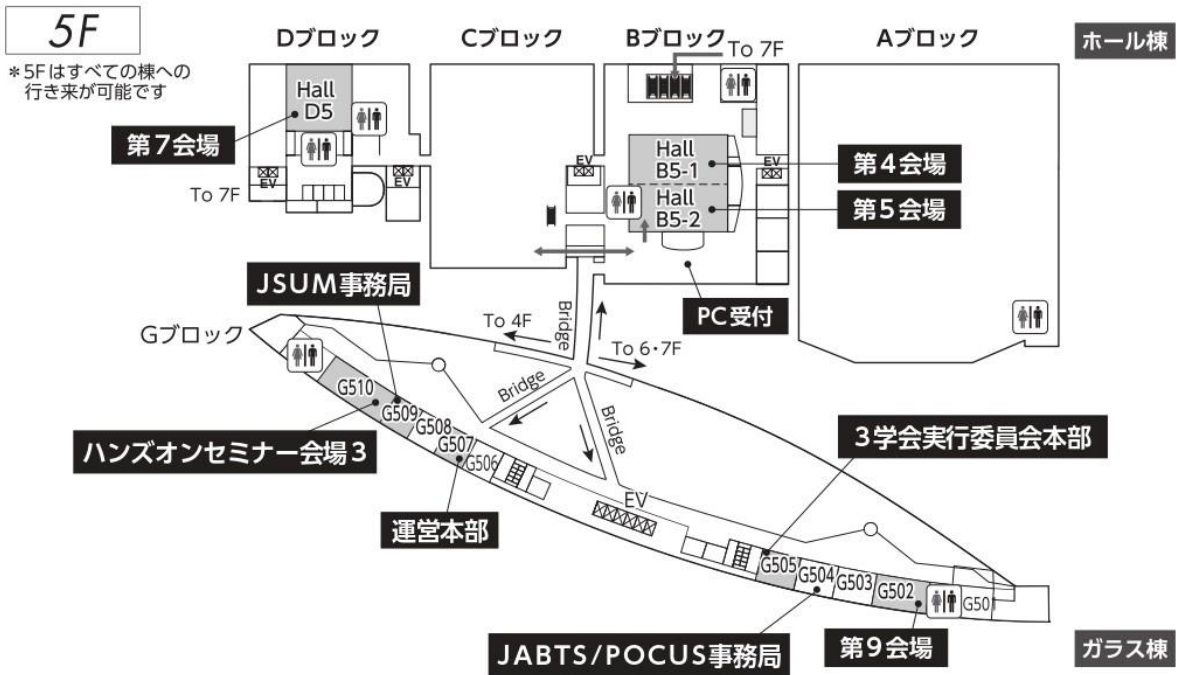 5F
＊5Fはすべての棟への
行き来が可能です
Dブロック
Cブロック
Bブロック
Aブロック
ホール棟
To 7F
Hall
D5
第7会場
EV
EV
To 7F
EV
Hall
B5-1
Hall
B5-2
EV
第4会場
第5会場
PC受付
JSUM事務局
Gブロック
To 4F
Bridge
To 6・7F
Bridge
Bridge
G510
G509
G508
G507
G506
ハンズオンセミナー会場3
運営本部
EV
3学会実行委員会本部
G505
G504
G503
G502
G501
JABTS/POCUS事務局
第9会場
ガラス棟